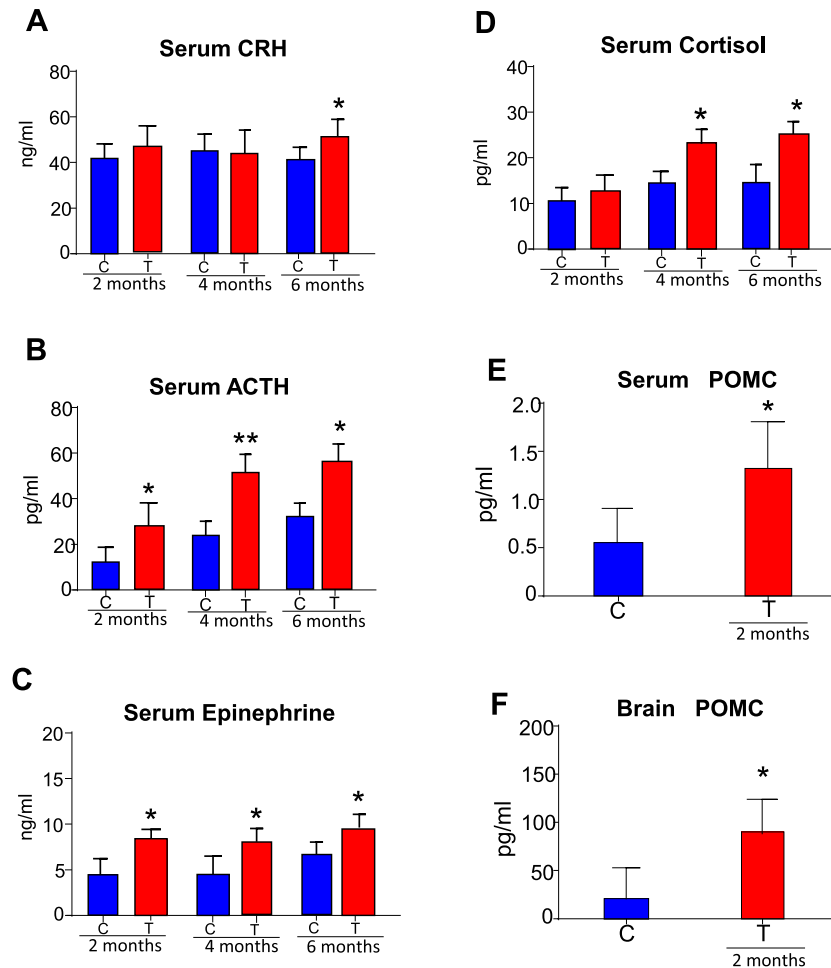 A
Serum CRH
ng/ml
80
60
40
20
0
*
C T C T C T
2 months 4 months 6 months
B
Serum ACTH
pg/ml
80
60
40
20
0
* ** *
C T C T C T
2 months 4 months 6 months
C
Serum Epinephrine
ng/ml
20
15
10
5
0
* * *
C T C T C T
2 months 4 months 6 months
D
Serum Cortisol
pg/ml
40
30
20
10
0
* *
C T C T C T
2 months 4 months 6 months
E
Serum POMC
pg/ml
2.0
1.5
1.0
0.5
0
*
C T
2 months
F
Brain POMC
pg/ml
200
150
100
50
0
*
C T
2 months